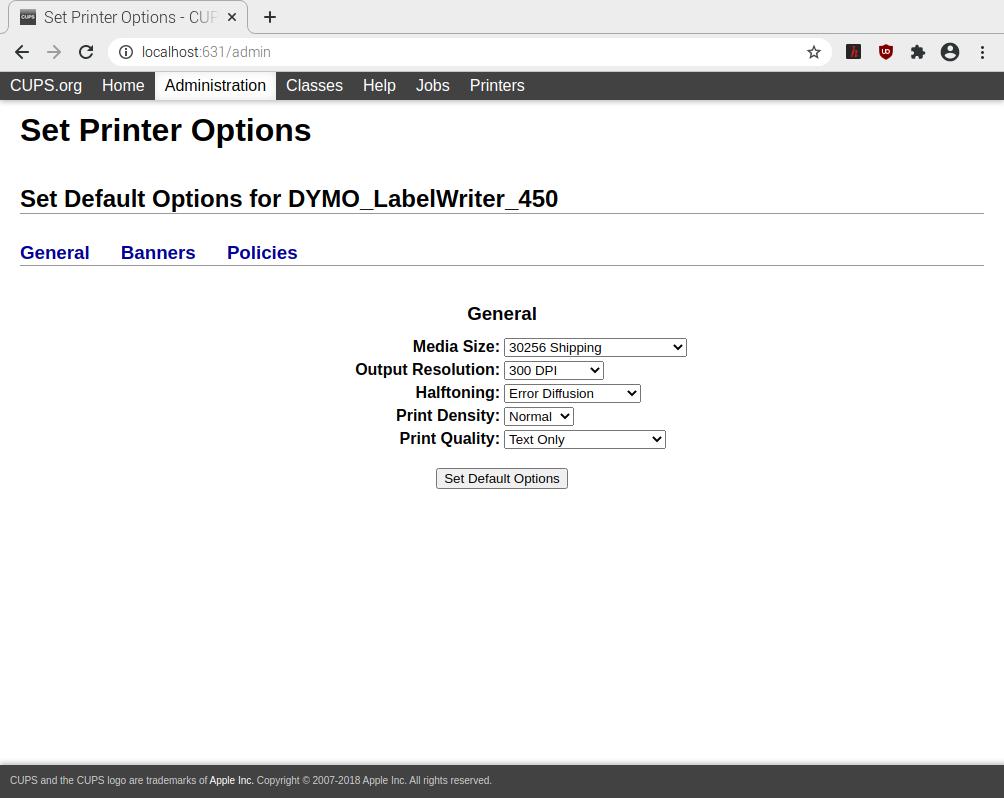 CUPS Set Printer Options - CUP
localhost:631/admin
CUPS.org Home Administration Classes Help Jobs Printers
Set Printer Options
Set Default Options for DYMO_LabelWriter_450
General Banners Policies
General
Media Size: 30256 Shipping
Output Resolution: 300 DPI
Halftoning: Error Diffusion
Print Density: Normal
Print Quality: Text Only
Set Default Options
CUPS and the CUPS logo are trademarks of Apple Inc. Copyright © 2007-2018 Apple Inc. All rights reserved.